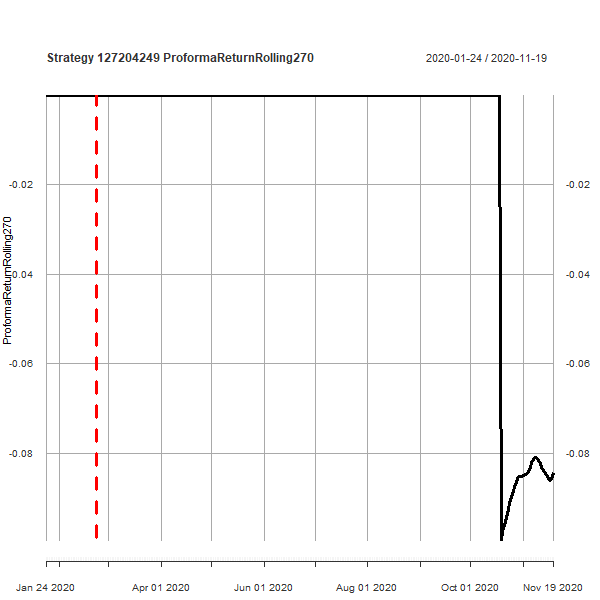 Strategy 127204249 ProformaReturnRolling270
2020-01-24 / 2020-11-19
ProformaReturnRolling270
-0.02
-0.04
-0.06
-0.08
-0.02
-0.04
-0.06
-0.08
Jan 24 2020
Apr 01 2020
Jun 01 2020
Aug 01 2020
Oct 01 2020
Nov 19 2020